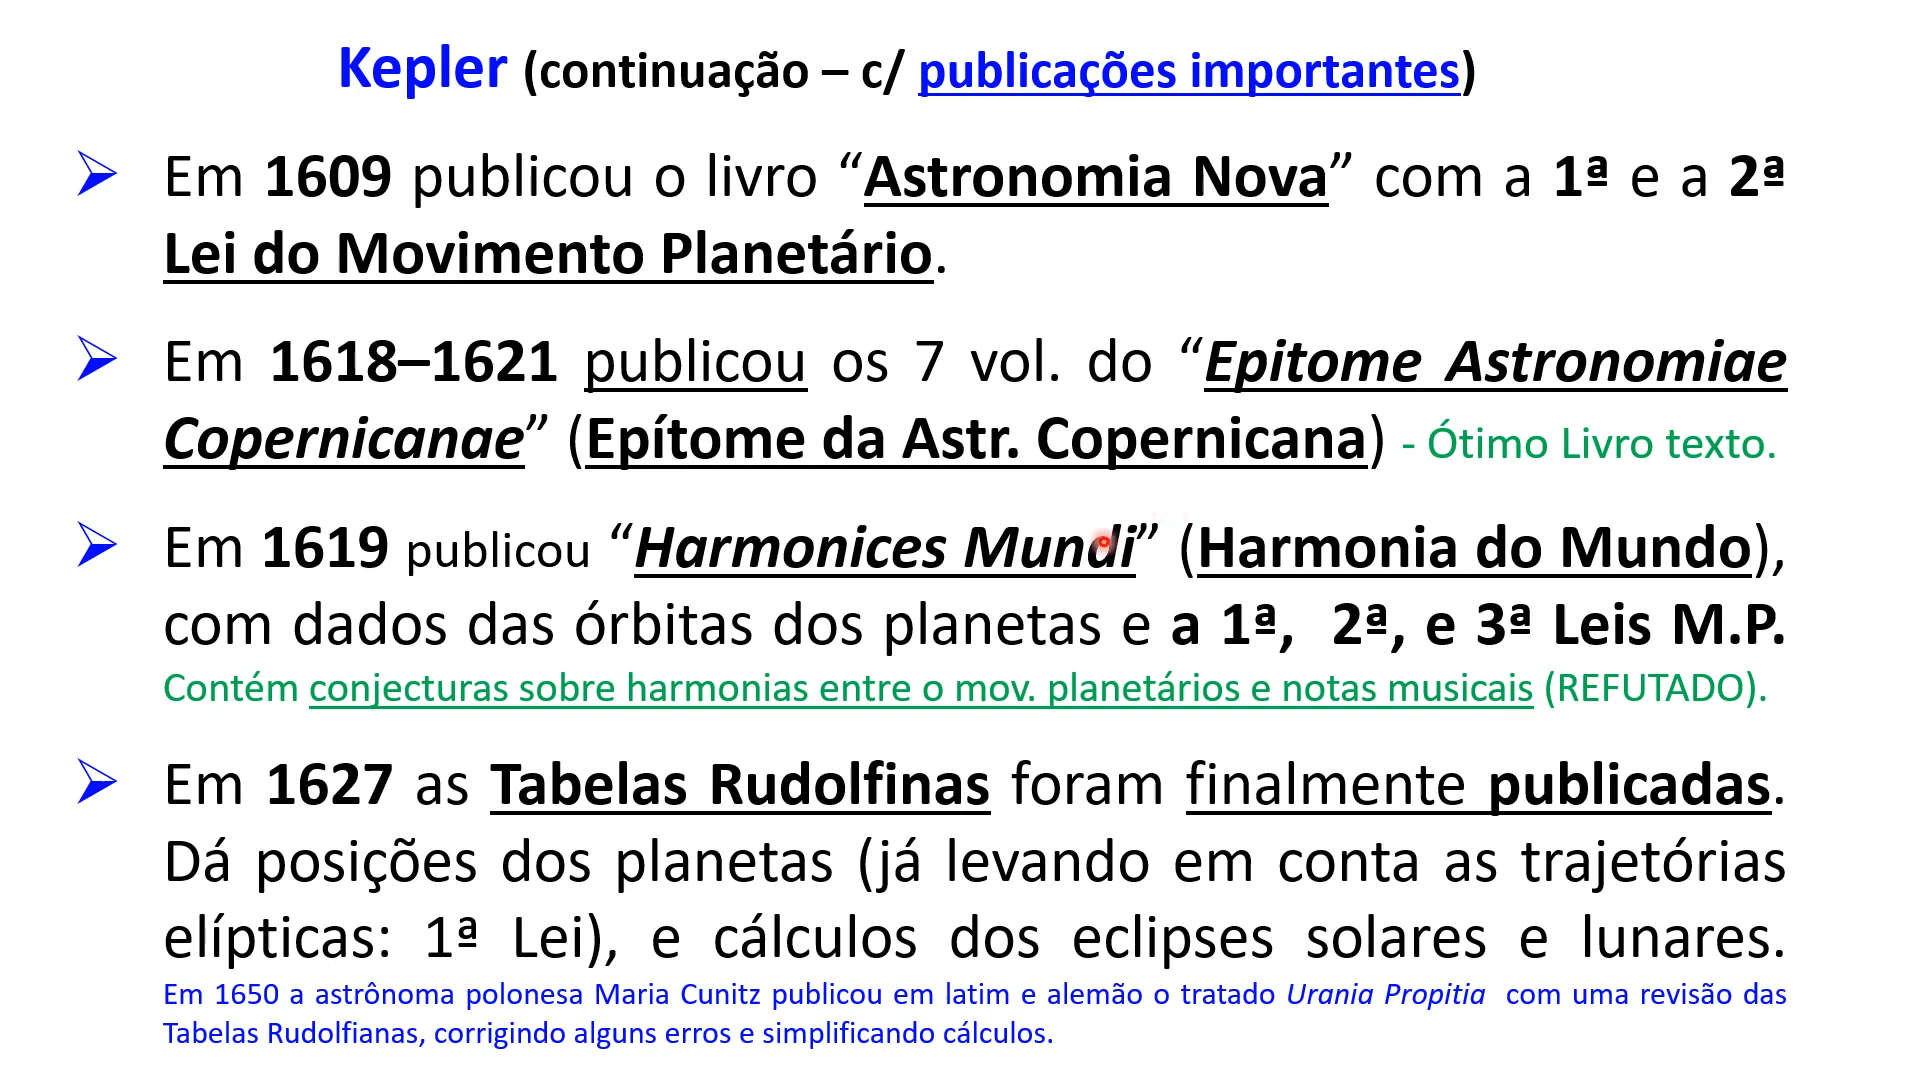 Kepler (continuação – c/ publicações importantes)
Em 1609 publicou o livro “Astronomia Nova” com a 1ª e a 2ª
Lei do Movimento Planetário.
Em 1618–1621 publicou os 7 vol. do “Epitome Astronomiae
Copernicanae” (Epítome da Astr. Copernicana) - Ótimo Livro texto.
Em 1619 publicou “Harmonices Mundi” (Harmonia do Mundo),
com dados das órbitas dos planetas e a 1ª, 2ª, e 3ª Leis M.P.
Contém conjecturas sobre harmonias entre o mov. planetários e notas musicais (REFUTADO).
Em 1627 as Tabelas Rudolfinas foram finalmente publicadas.
Dá posições dos planetas (já levando em conta as trajetórias
elípticas: 1ª Lei), e cálculos dos eclipses solares e lunares.
Em 1650 a astrônoma polonesa Maria Cunitz publicou em latim e alemão o tratado Urania Propitia com uma revisão das
Tabelas Rudolfianas, corrigindo alguns erros e simplificando cálculos.